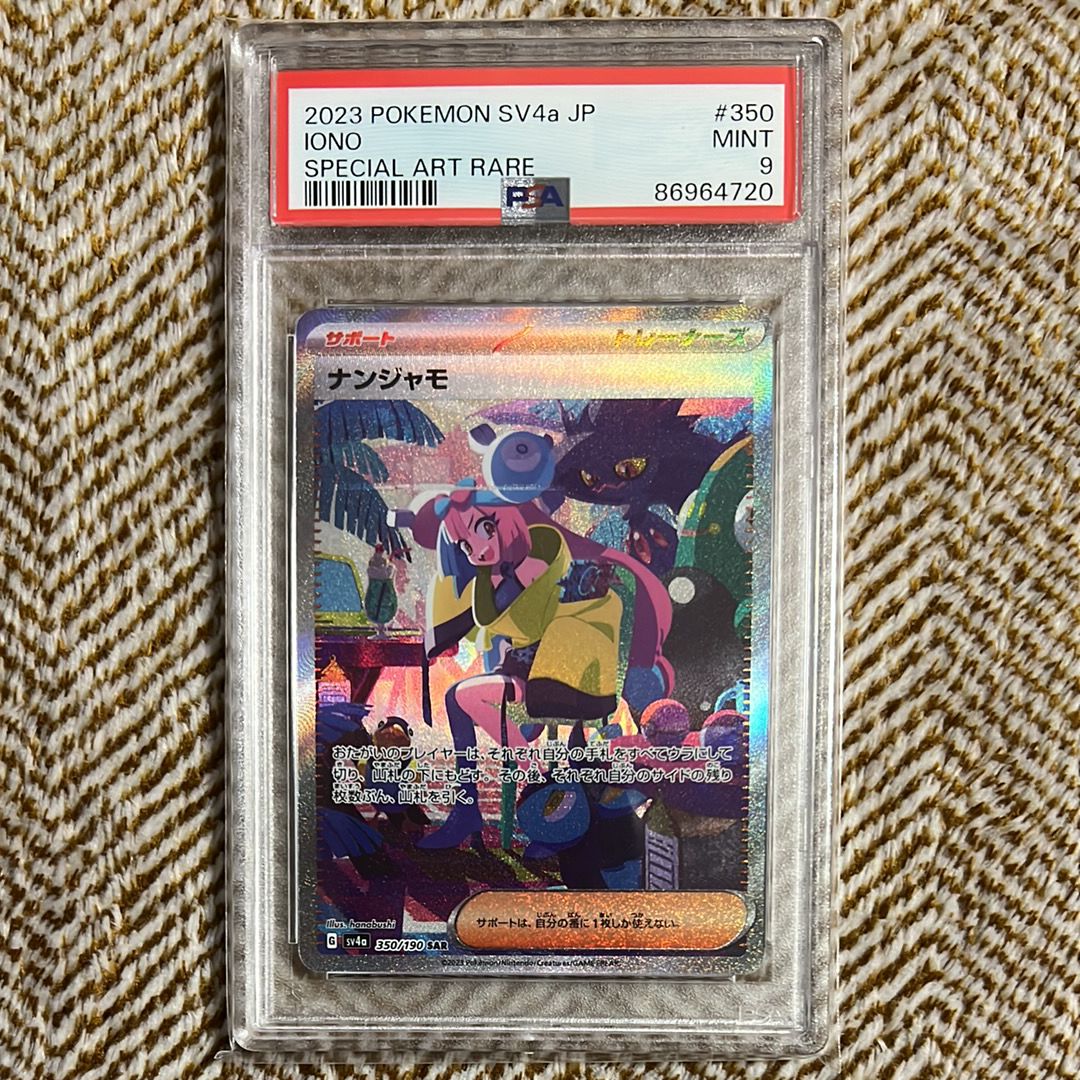 2023 POKEMON SV4a JP #350
IONO MINT
SPECIAL ART RARE 9
PSA 86964720
サポート トレーナーズ
ナンジャモ
おたがいのプレイヤーは、それぞれ自分の手札をすべてウラにして
切り、山札の下にもどす。その後、それぞれ自分のサイドの残り
枚数ぶん、山札を引く。
サポートは、自分の番に1枚しか使えない。
Illus. hanabushi
G sv4a 350/190 SAR
©2023 Pokémon/Nintendo/Creatures/GAME FREAK.